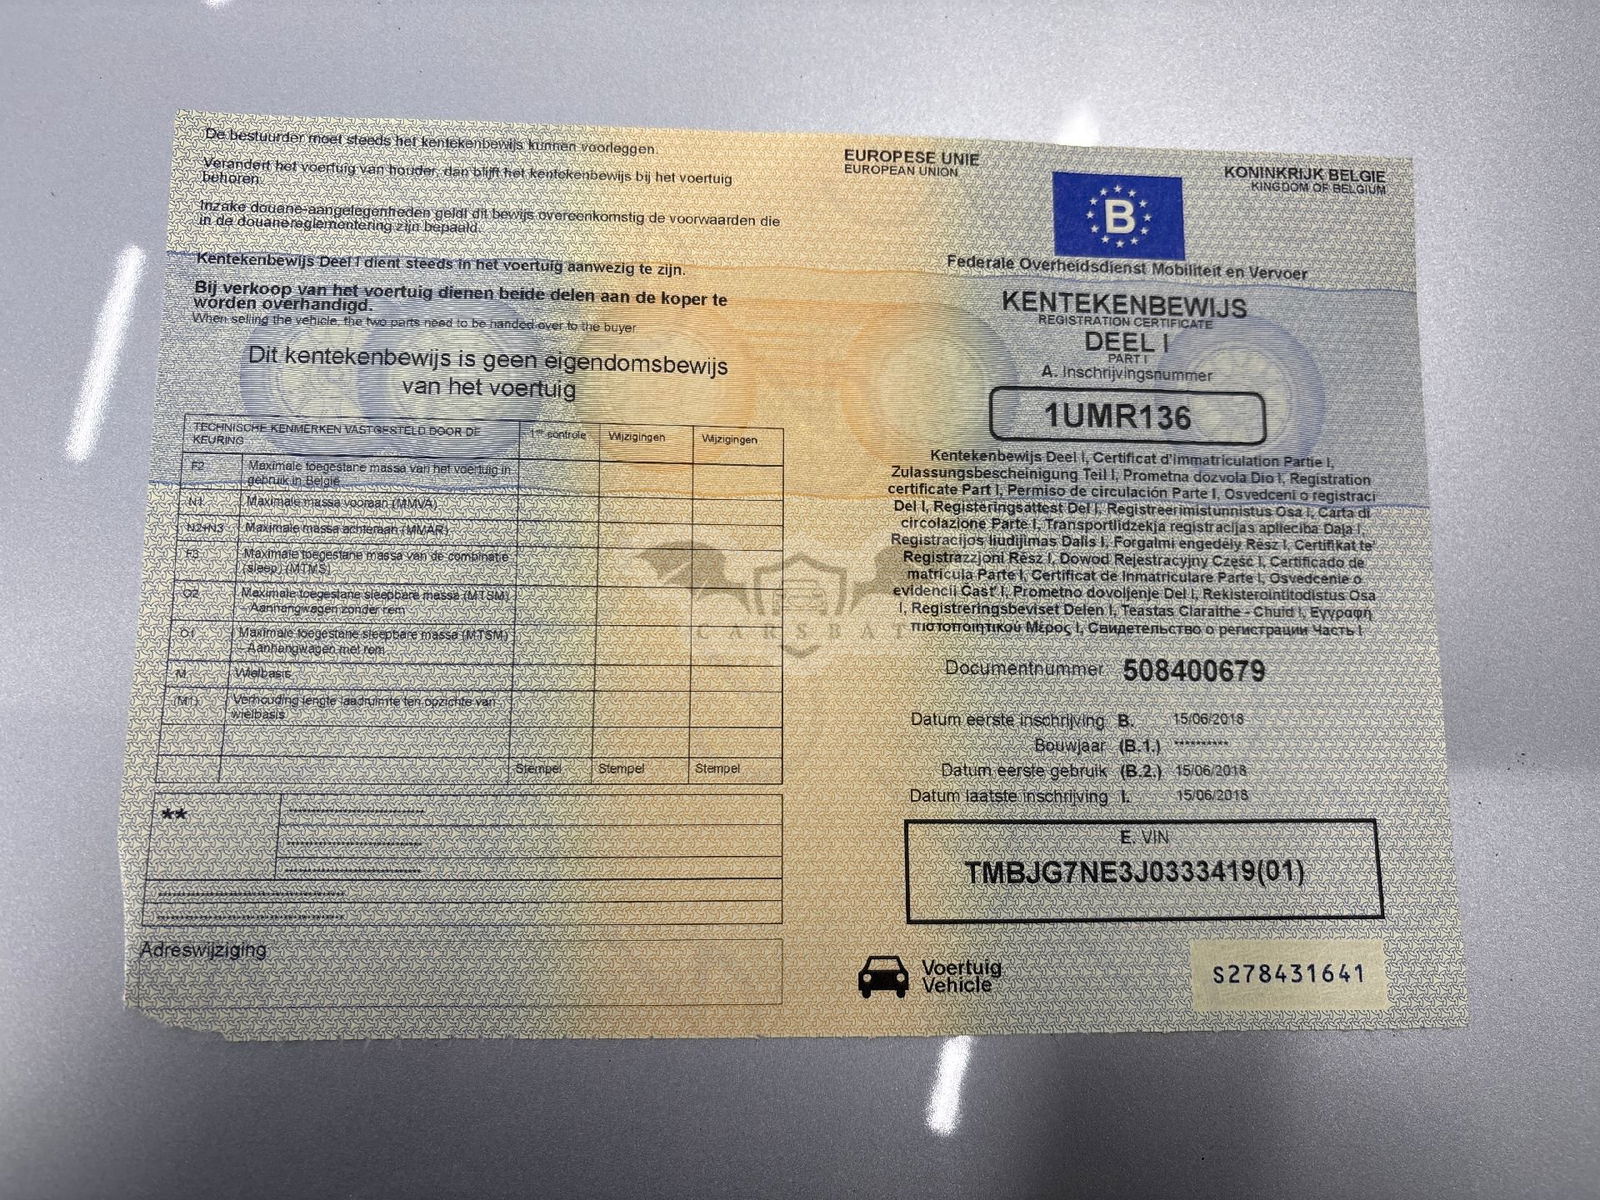 De bestuurder moet steeds het kentekenbewijs kunnen voorleggen.
Verandert het voertuig van houder, dan blijft het kentekenbewijs bij het voertuig
behoren.
Inzake douane-aangelegenheden geldt dit bewijs overeenkomstig de voorwaarden die
in de douanereglementering zijn bepaald.
Kentekenbewijs Deel I dient steeds in het voertuig aanwezig te zijn.
Bij verkoop van het voertuig dienen beide delen aan de koper te
worden overhandigd.
When selling the vehicle, the two parts need to be handed over to the buyer
Dit kentekenbewijs is geen eigendomsbewijs
van het voertuig
TECHNISCHE KENMERKEN VASTGESTELD DOOR DE
KEURING
1ste controle
Wijzigingen
Wijzigingen
F2 Maximale toegestane massa van het voertuig in
gebruik in België
N1 Maximale massa vooraan (MMVA)
N2+N3 Maximale massa achteraan (MMAR)
F3 Maximale toegestane massa van de combinatie
(sleep) (MTMS)
O2 Maximale toegestane sleepbare massa (MTSM)
- Aanhangwagen zonder rem
O1 Maximale toegestane sleepbare massa (MTSM)
- Aanhangwagen met rem
M Wielbasis
(M1) Verhouding lengte laadruimte ten opzichte van
wielbasis
Stempel Stempel Stempel
**
Adreswijziging
EUROPESE UNIE
EUROPEAN UNION
B
KONINKRIJK BELGIE
KINGDOM OF BELGIUM
Federale Overheidsdienst Mobiliteit en Vervoer
KENTEKENBEWIJS
REGISTRATION CERTIFICATE
DEEL I
PART I
A. Inschrijvingsnummer
1UMR136
Kentekenbewijs Deel I, Certificat d'Immatriculation Partie I,
Zulassungsbescheinigung Teil I, Prometna dozvola Dio I, Registration
certificate Part I, Permiso de circulación Parte I, Osvedceni o registraci
Del I, Registeringsattest Del I, Registreerimistunnistus Osa I, Carta di
circolazione Parte I, Transportlidzekja registracijas aplieciba Dala I,
Registracijos liudijimas Dalis I, Forgalmi engedély Rész I, Certifikat te'
Registrazzjoni Rész I, Dowod Rejestracyjny Częsc I, Certificado de
matricula Parte I, Certificat de Inmatriculare Parte I, Osvedcenie o
evidencii Časť I, Prometno dovoljenje Del I, Rekisterointitodistus Osa
I, Registreringsbeviset Delen I, Teastas Claraithe - Chuid I, Εγγραφή
πιστοποιητικού Μέρος I, Свидетельство о регистрации Часть I
Documentnummer 508400679
Datum eerste inschrijving B. 15/06/2018
Bouwjaar (B.1.) **********
Datum eerste gebruik (B.2.) 15/06/2018
Datum laatste inschrijving I. 15/06/2018
E. VIN
TMBJG7NE3J0333419(01)
Voertuig
Vehicle
S278431641
CARSBAT